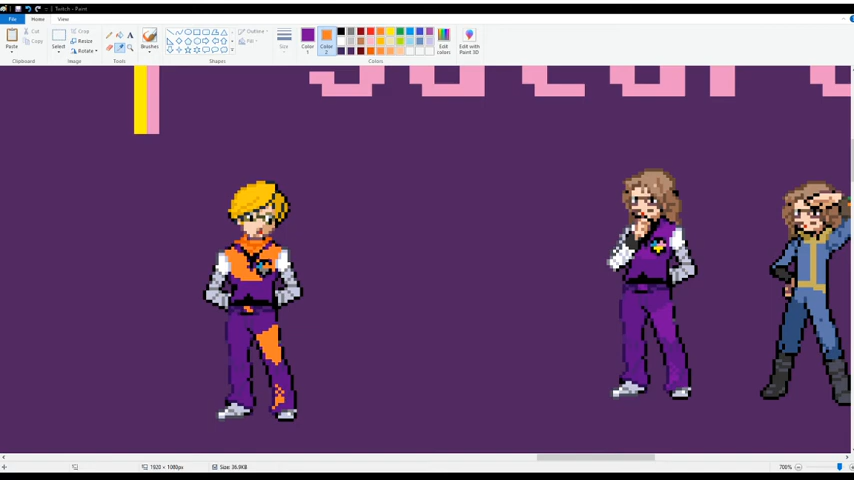 Twitch - Paint
File Home View
Paste Cut Copy Clipboard
Select Crop Resize Rotate Image
Tools
Brushes
Shapes Outline Fill
Size
Color 1 Color 2 Colors Edit colors
Edit with Paint 3D
1920 × 1080px Size: 36.9KB 700%